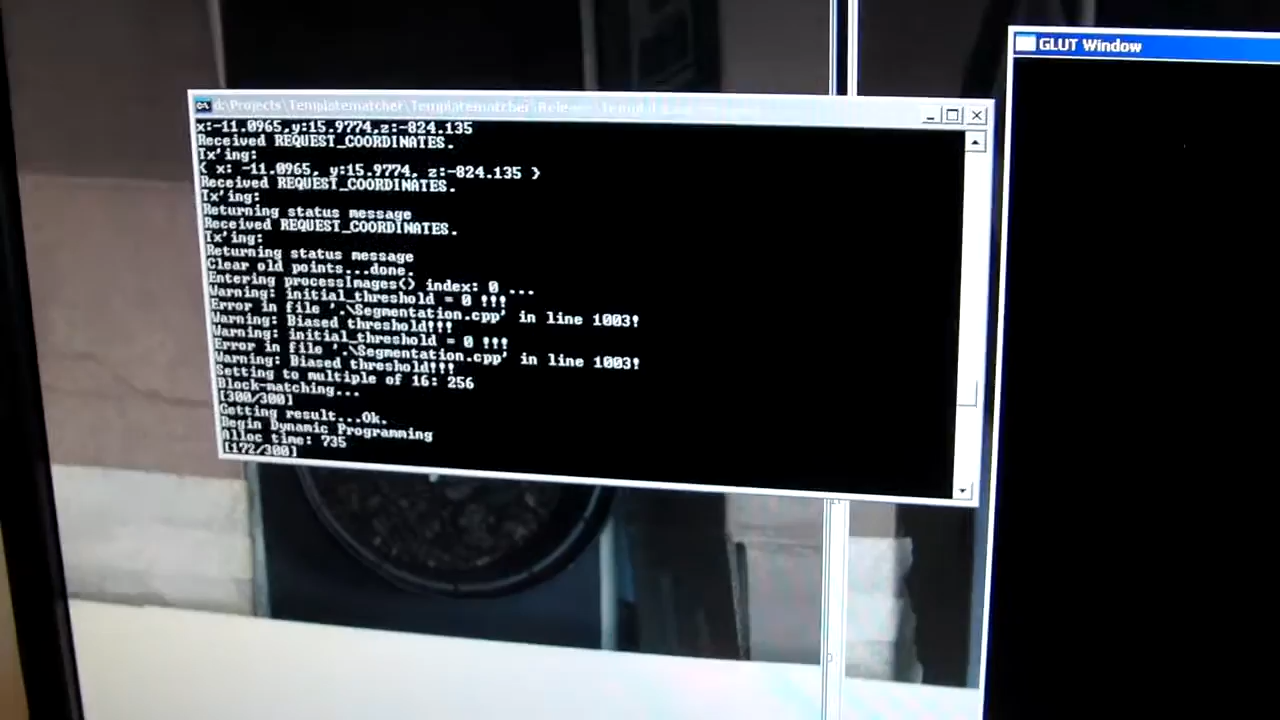 GLUT Window
d:\Projects\Templatematcher\Templatematcher\
x:-11.0965,y:15.9774,z:-824.135
Received REQUEST_COORDINATES.
Tx'ing:
{ x: -11.0965, y:15.9774, z:-824.135 }
Received REQUEST_COORDINATES.
Tx'ing:
Returning status message
Received REQUEST_COORDINATES.
Tx'ing:
Returning status message
Clear old points...done.
Entering processImages() index: 0 ...
Warning: initial_threshold = 0 !!!
Error in file '.\Segmentation.cpp' in line 1003!
Warning: Biased threshold!!!
Warning: initial_threshold = 0 !!!
Error in file '.\Segmentation.cpp' in line 1003!
Warning: Biased threshold!!!
Setting to multiple of 16: 256
Block-matching...
[300/300]
Getting result...Ok.
Begin Dynamic Programming
Alloc time: 735
[172/300]